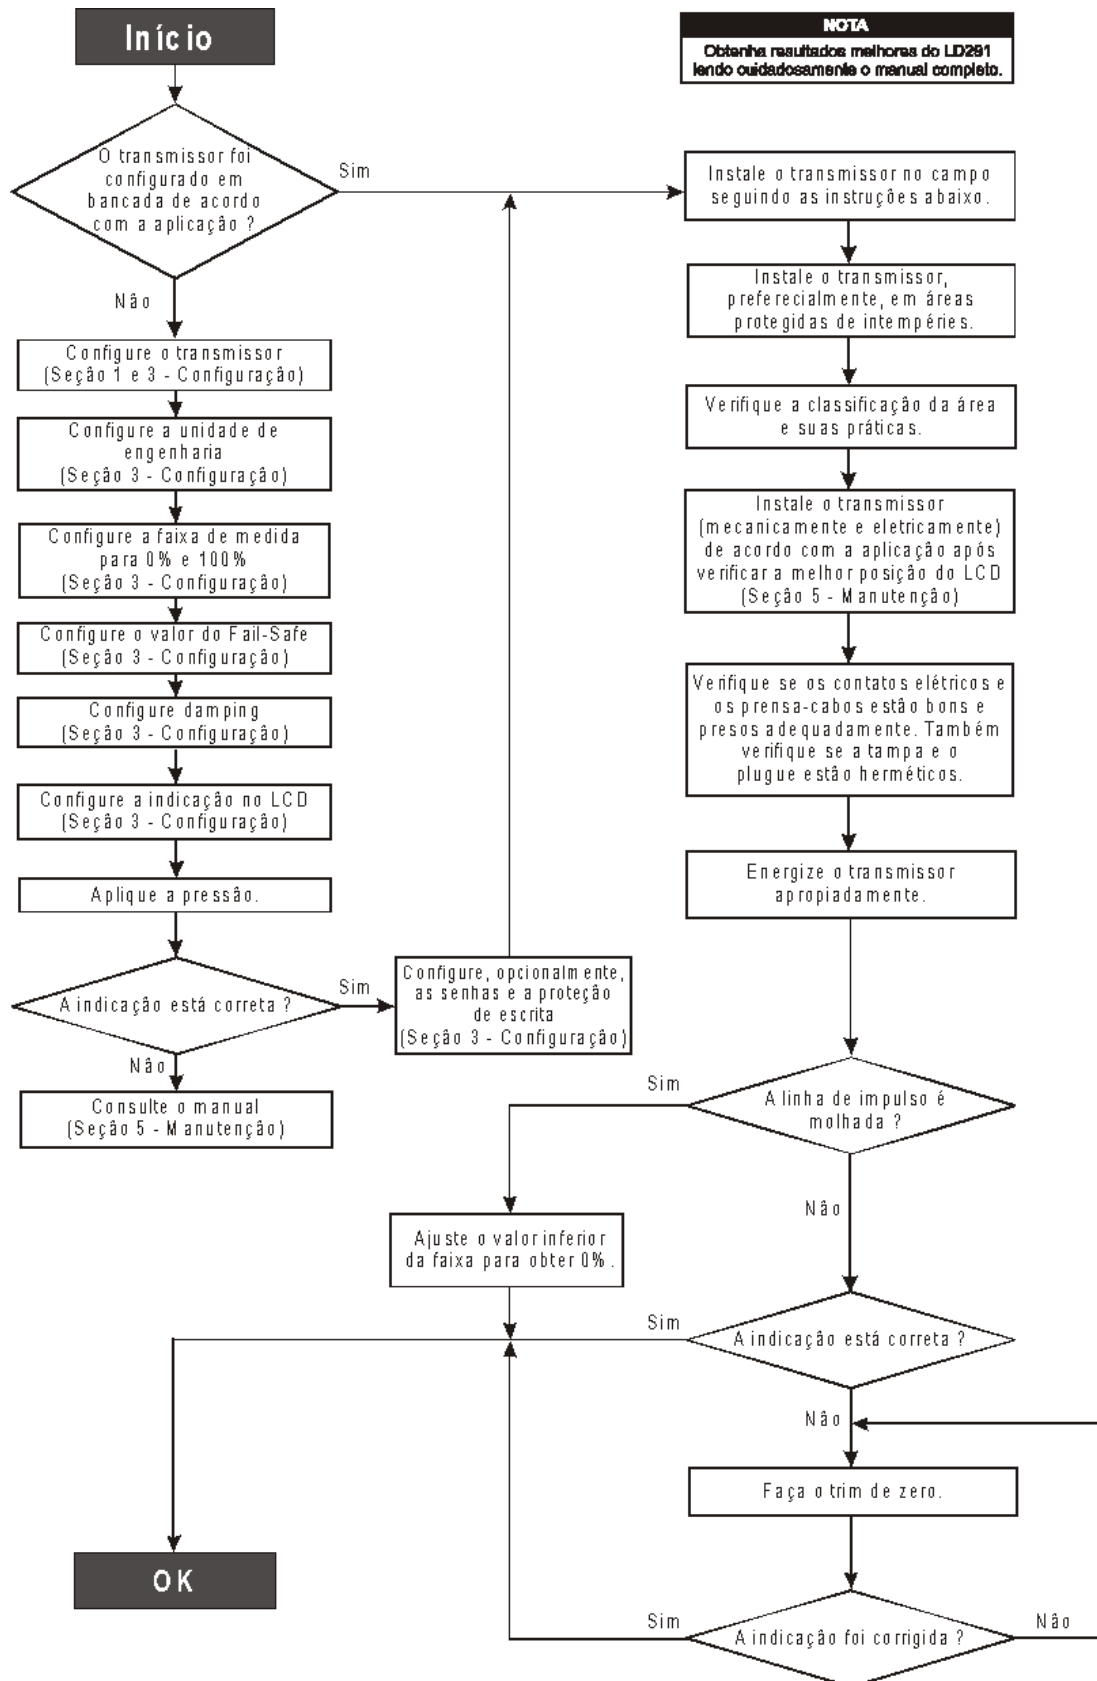 Início
NOTA
Obtenha resultados melhores do LD291
lendo cuidadosamente o manual completo.
O transmissor foi
configurado em
bancada de acordo
com a aplicação ?
Sim
Não
Configure o transmissor
(Seção 1 e 3 - Configuração)
Configure a unidade de
engenharia
(Seção 3 - Configuração)
Configure a faixa de medida
para 0% e 100%
(Seção 3 - Configuração)
Configure o valor do Fail-Safe
(Seção 3 - Configuração)
Configure damping
(Seção 3 - Configuração)
Configure a indicação no LCD
(Seção 3 - Configuração)
Aplique a pressão.
A indicação está correta ?
Sim
Não
Configure, opcionalmente,
as senhas e a proteção
de escrita
(Seção 3 - Configuração)
Consulte o manual
(Seção 5 - Manutenção)
Instale o transmissor no campo
seguindo as instruções abaixo.
Instale o transmissor,
preferecialmente, em áreas
protegidas de intempéries.
Verifique a classificação da área
e suas práticas.
Instale o transmissor
(mecanicamente e eletricamente)
de acordo com a aplicação após
verificar a melhor posição do LCD
(Seção 5 - Manutenção)
Verifique se os contatos elétricos e
os prensa-cabos estão bons e
presos adequadamente. Também
verifique se a tampa e o
plugue estão herméticos.
Energize o transmissor
apropiadamente.
A linha de impulso é
molhada ?
Sim
Não
Ajuste o valor inferior
da faixa para obter 0% .
A indicação está correta ?
Sim
Não
Faça o trim de zero.
A indicação foi corrigida ?
Sim
Não
OK